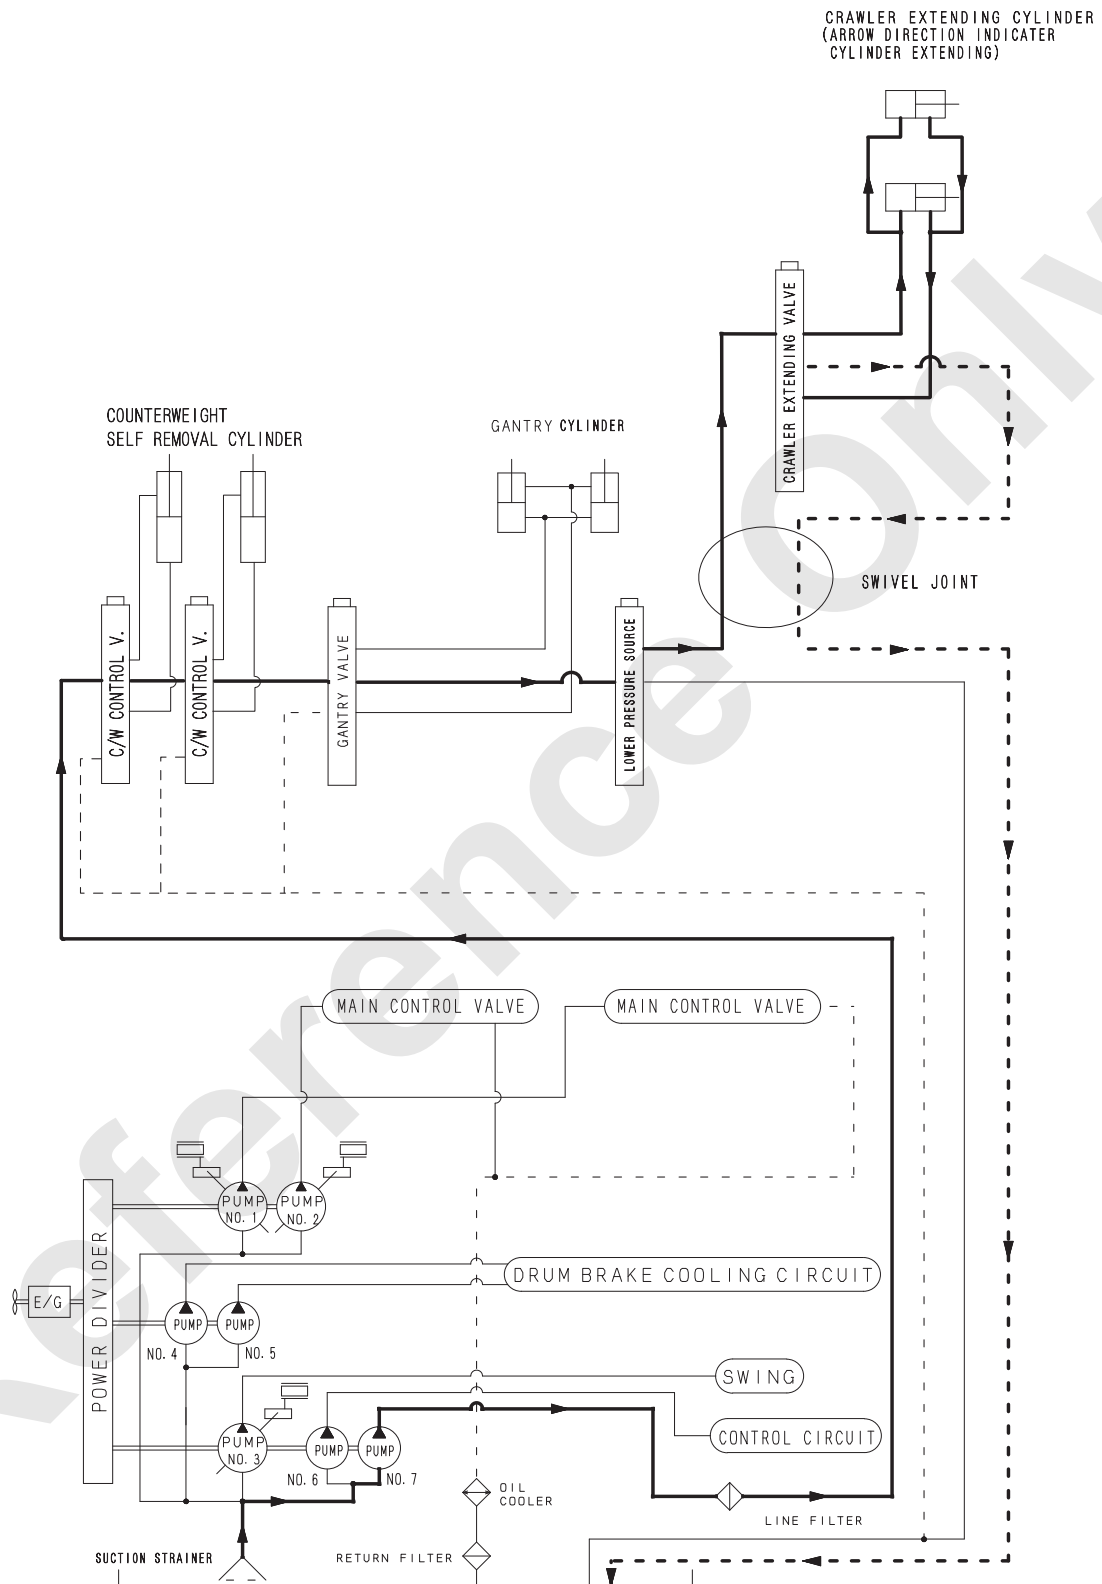 CRAWLER EXTENDING CYLINDER
(ARROW DIRECTION INDICATER
CYLINDER EXTENDING)
CRAWLER EXTENDING VALVE
COUNTERWEIGHT
SELF REMOVAL CYLINDER
GANTRY CYLINDER
SWIVEL JOINT
C/W CONTROL V.
C/W CONTROL V.
GANTRY VALVE
LOWER PRESSURE SOURCE
MAIN CONTROL VALVE
MAIN CONTROL VALVE
PUMP
NO. 1
PUMP
NO. 2
POWER DIVIDER
E/G
DRUM BRAKE COOLING CIRCUIT
PUMP
NO. 4
PUMP
NO. 5
SWING
CONTROL CIRCUIT
PUMP
NO. 3
PUMP
NO. 6
PUMP
NO. 7
OIL
COOLER
LINE FILTER
SUCTION STRAINER
RETURN FILTER
Reference Only